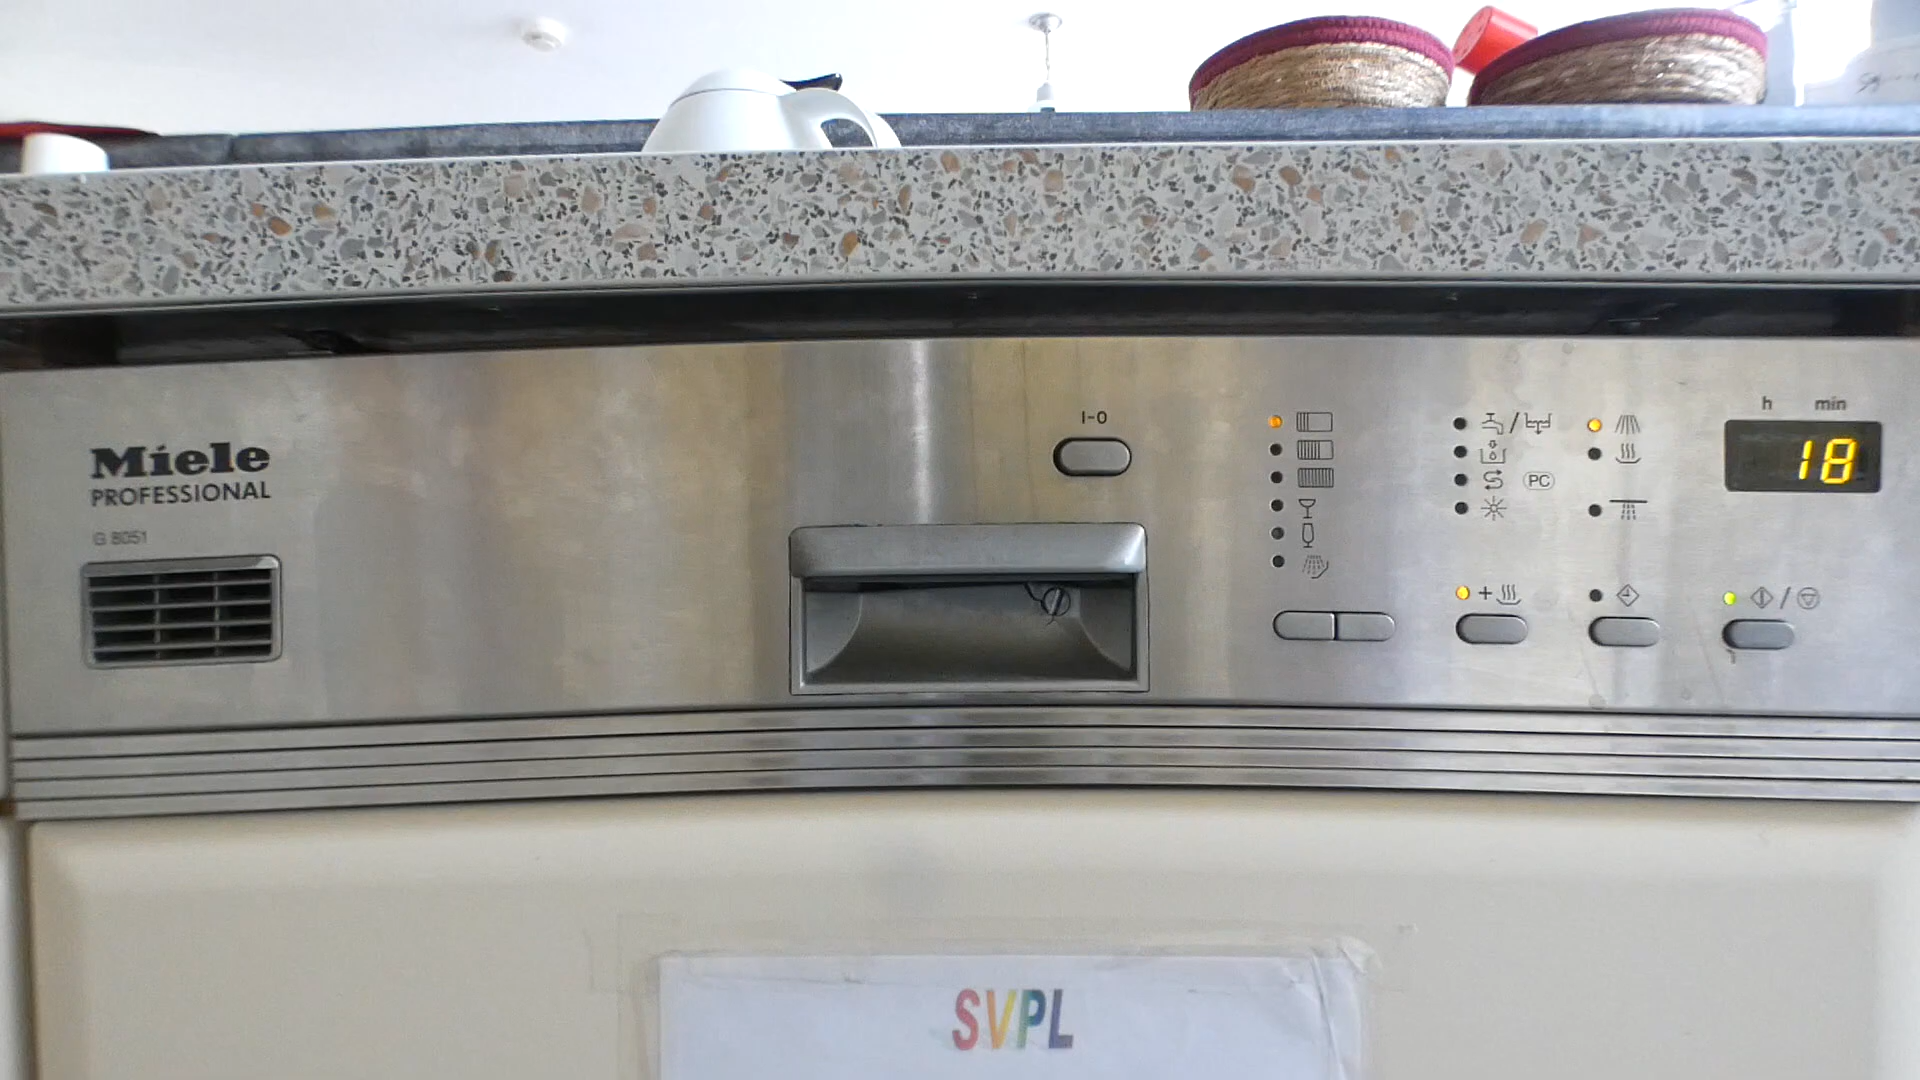 Miele
PROFESSIONAL
G 8051
I-0
/
/
PC
+
/
h min
18
SVPL